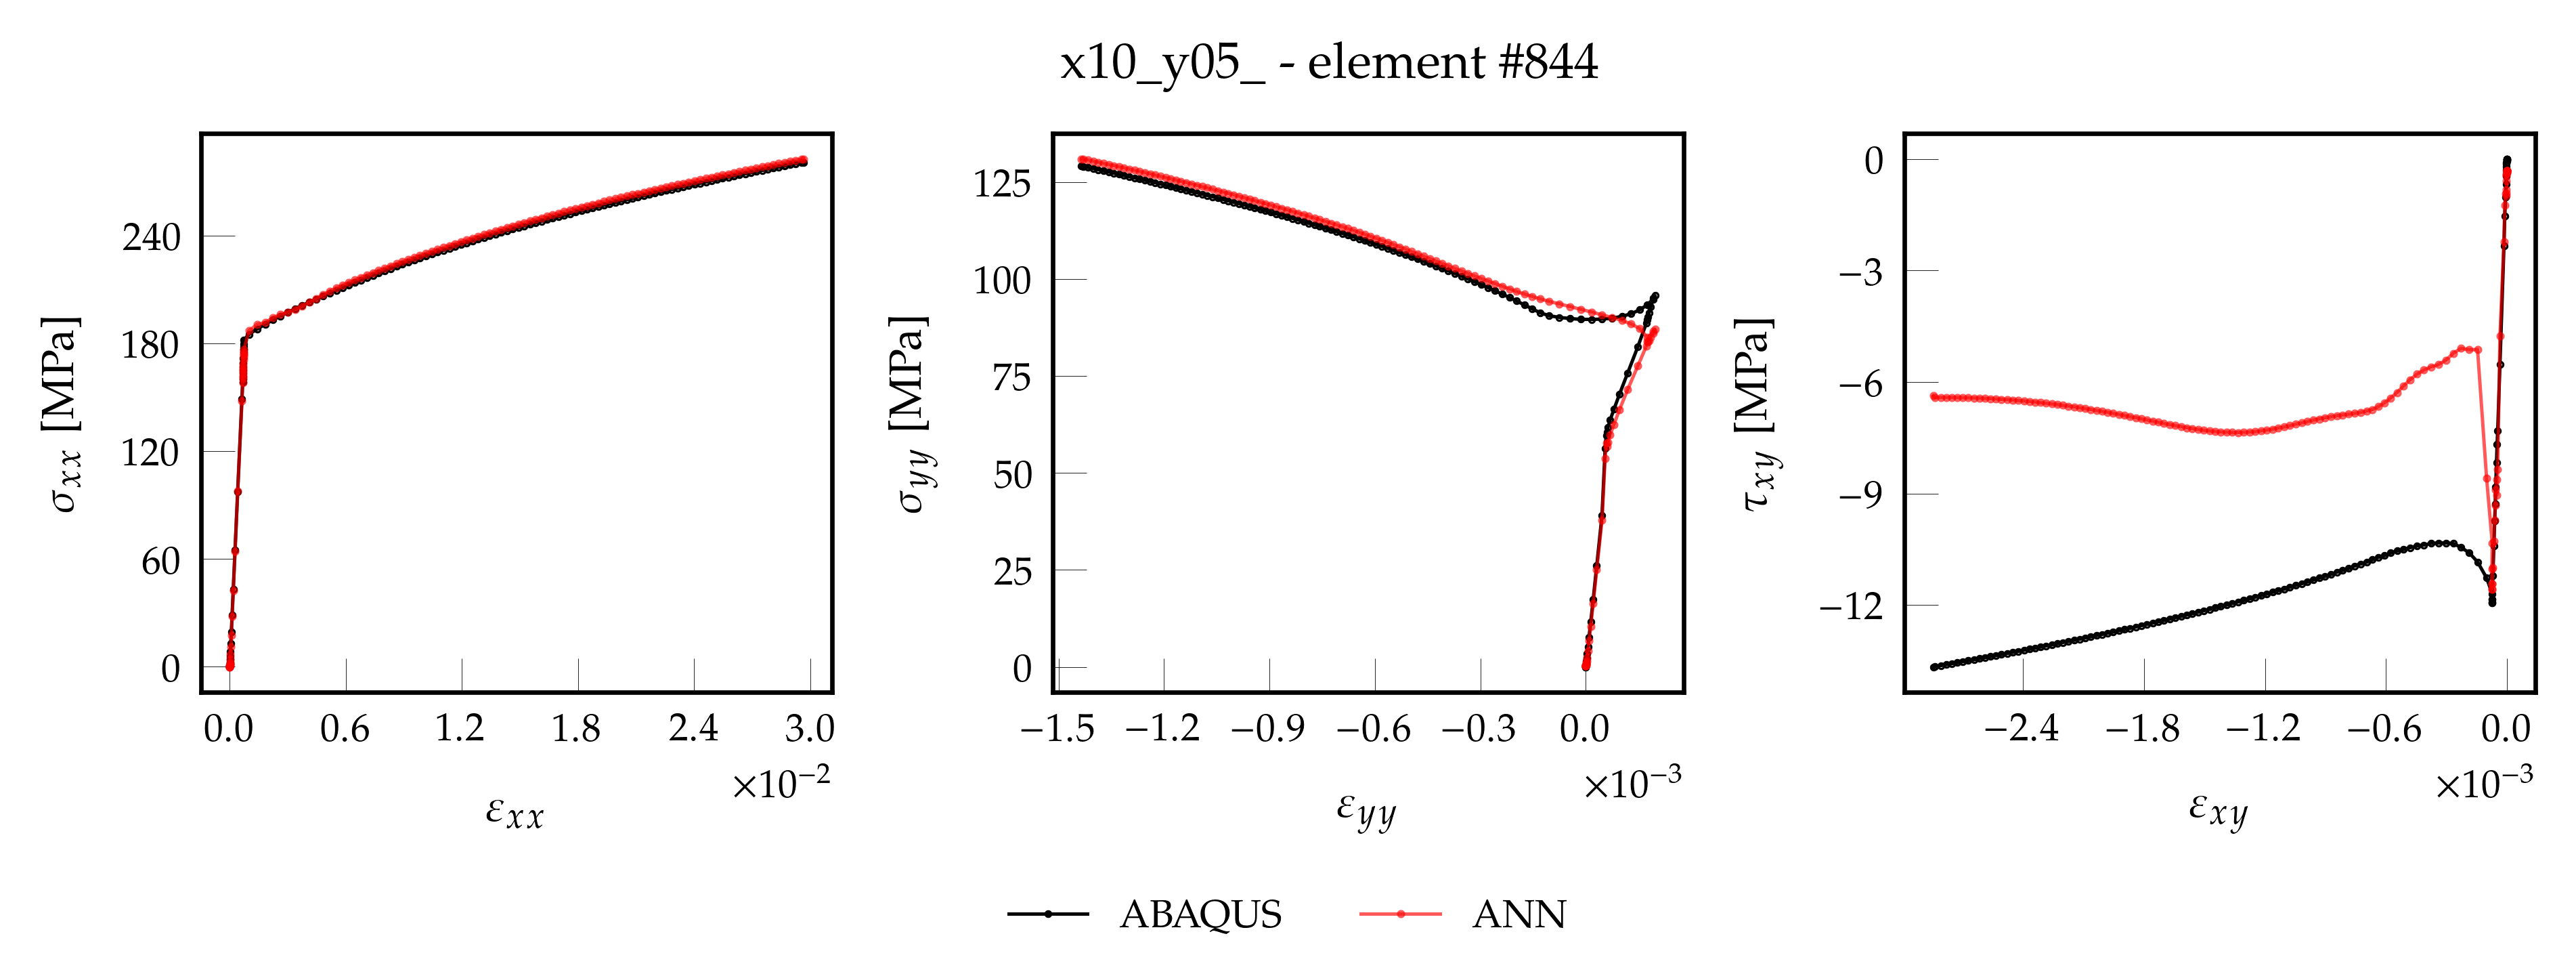 x10_y05_ - element #844
σxx [MPa]
240
180
120
60
0
0.0 0.6 1.2 1.8 2.4 3.0
×10−2
εxx
σyy [MPa]
125
100
75
50
25
0
−1.5 −1.2 −0.9 −0.6 −0.3 0.0
×10−3
εyy
τxy [MPa]
0
−3
−6
−9
−12
−2.4 −1.8 −1.2 −0.6 0.0
×10−3
εxy
ABAQUS ANN